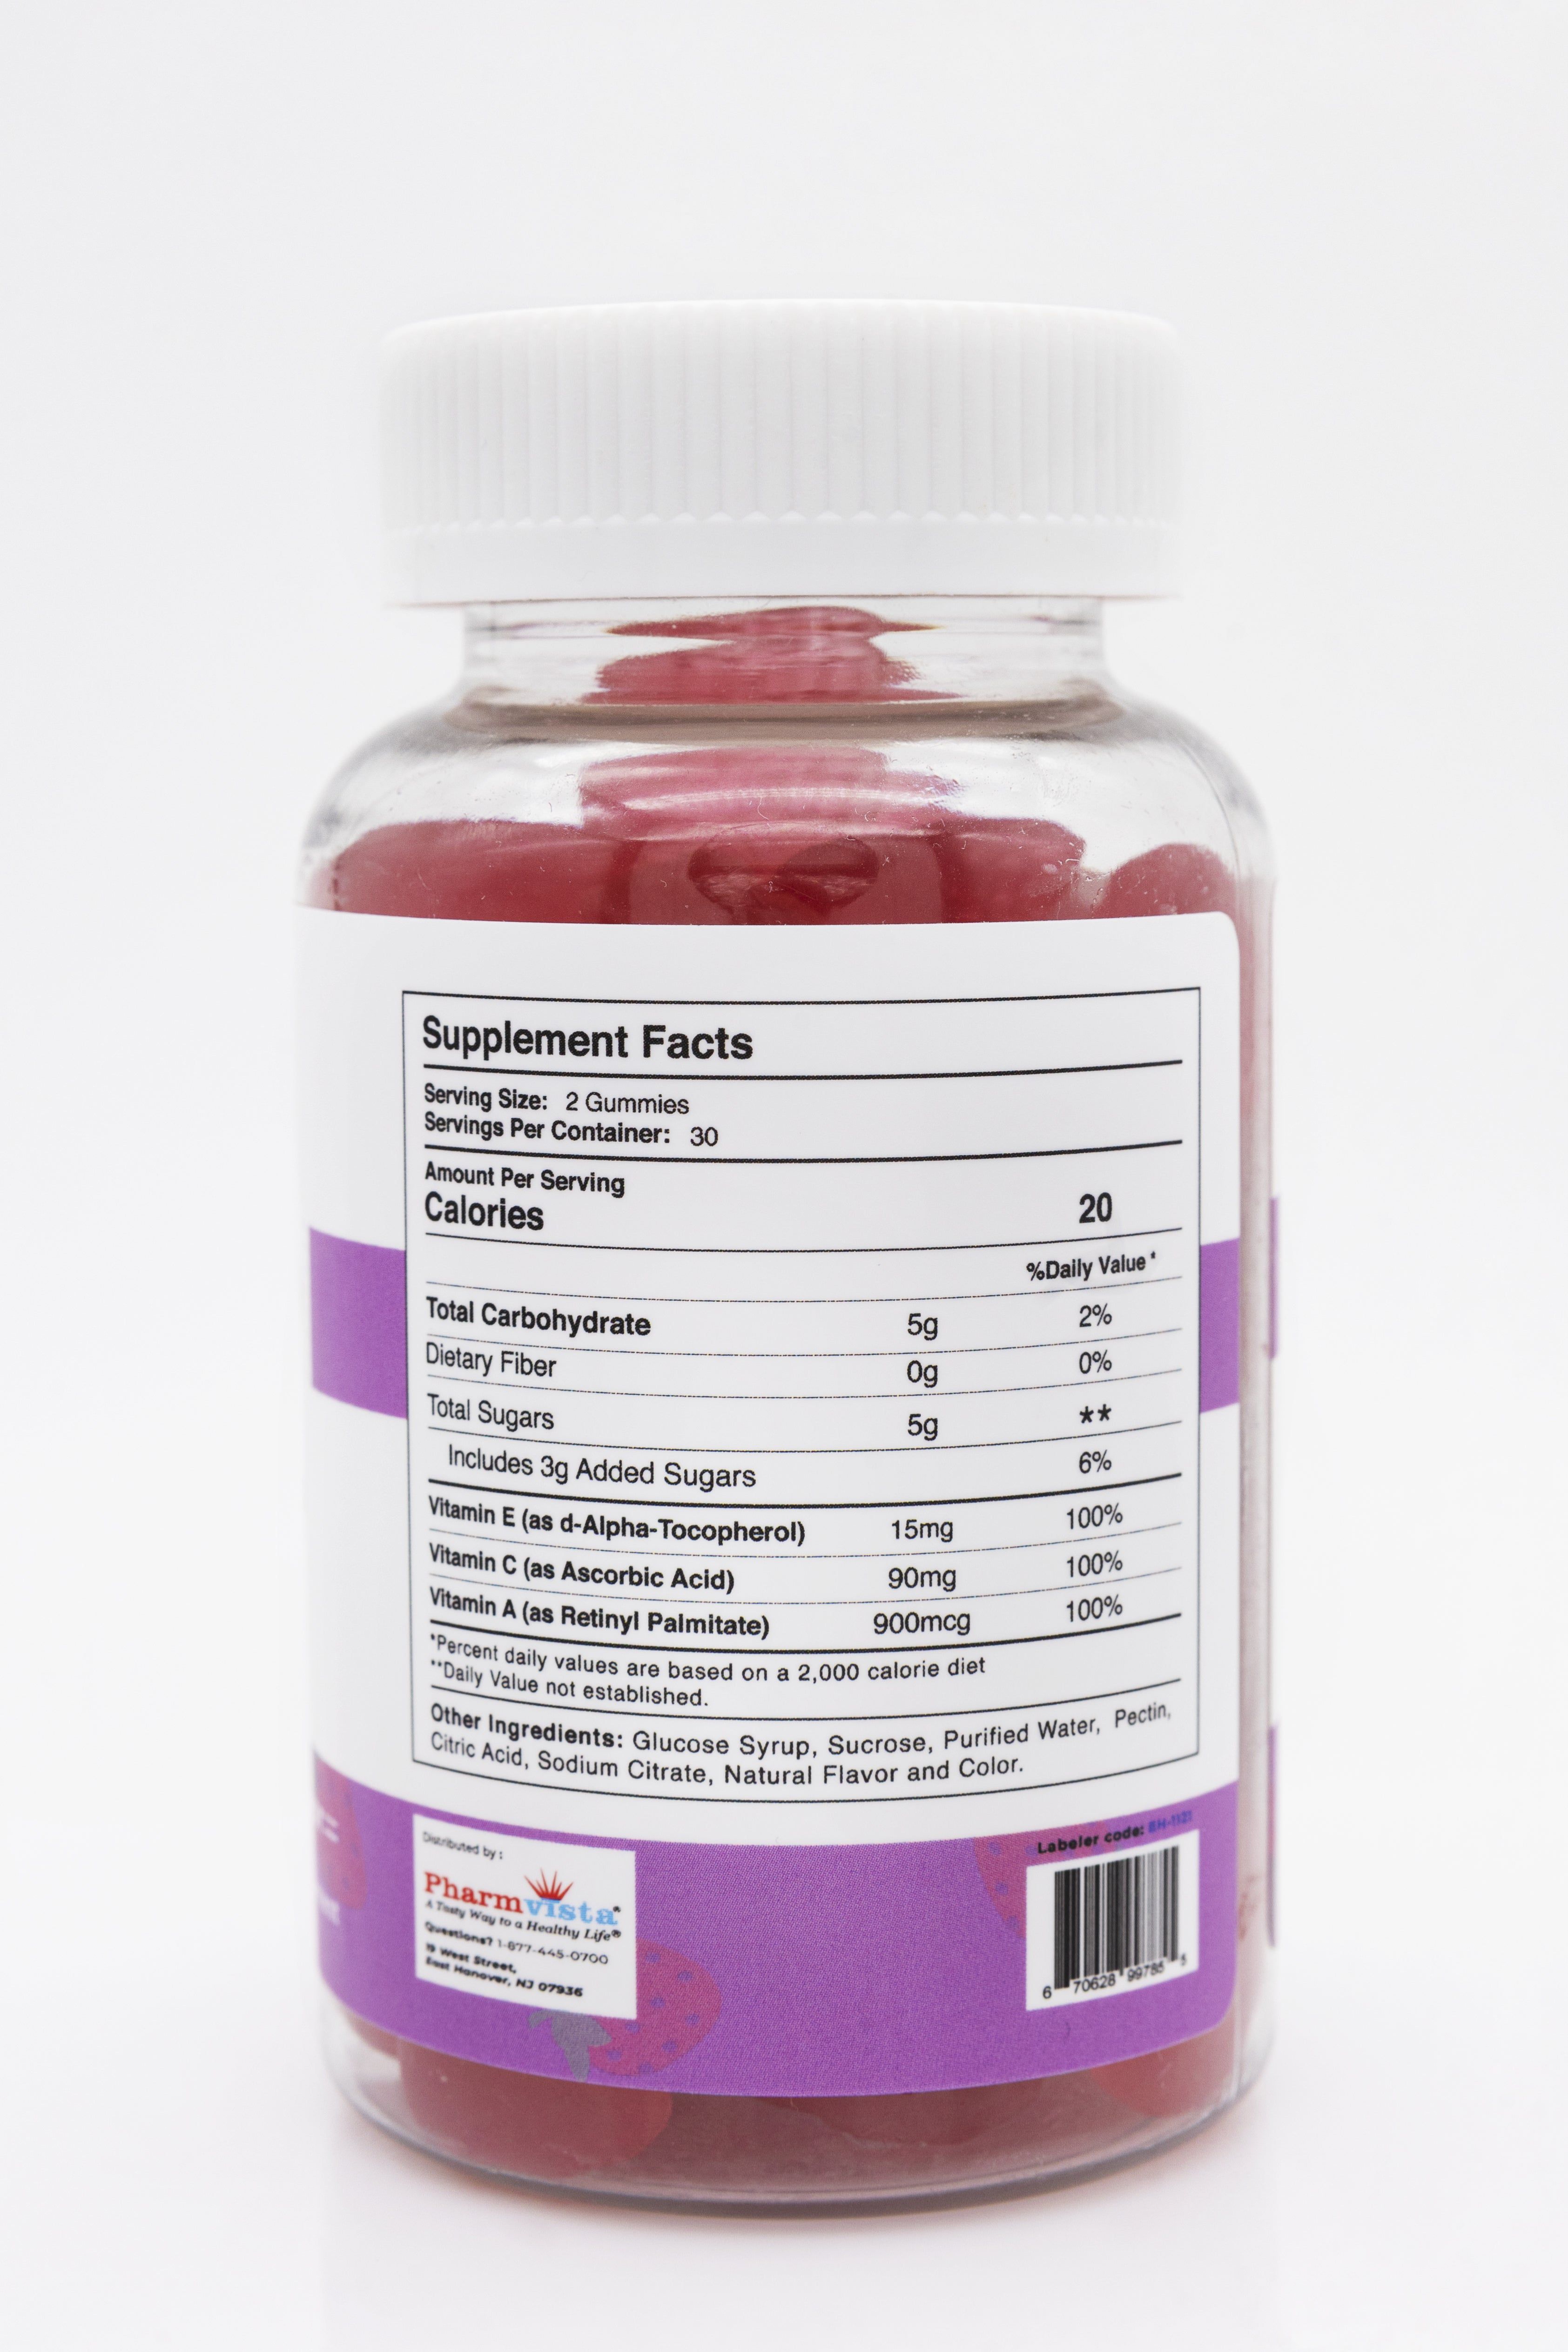 Supplement Facts
Serving Size: 2 Gummies
Servings Per Container: 30
Amount Per Serving
Calories 20
%Daily Value*
Total Carbohydrate 5g 2%
Dietary Fiber 0g 0%
Total Sugars 5g **
Includes 3g Added Sugars 6%
Vitamin E (as d-Alpha-Tocopherol) 15mg 100%
Vitamin C (as Ascorbic Acid) 90mg 100%
Vitamin A (as Retinyl Palmitate) 900mcg 100%
*Percent daily values are based on a 2,000 calorie diet
**Daily Value not established.
Other Ingredients: Glucose Syrup, Sucrose, Purified Water, Pectin,
Citric Acid, Sodium Citrate, Natural Flavor and Color.
Distributed by:
Pharmvista®
A Tasty Way to a Healthy Life®
Questions? 1-877-445-0700
19 West Street,
East Hanover, NJ 07936
Labeler code: BH-1121
6 70628 99785 5